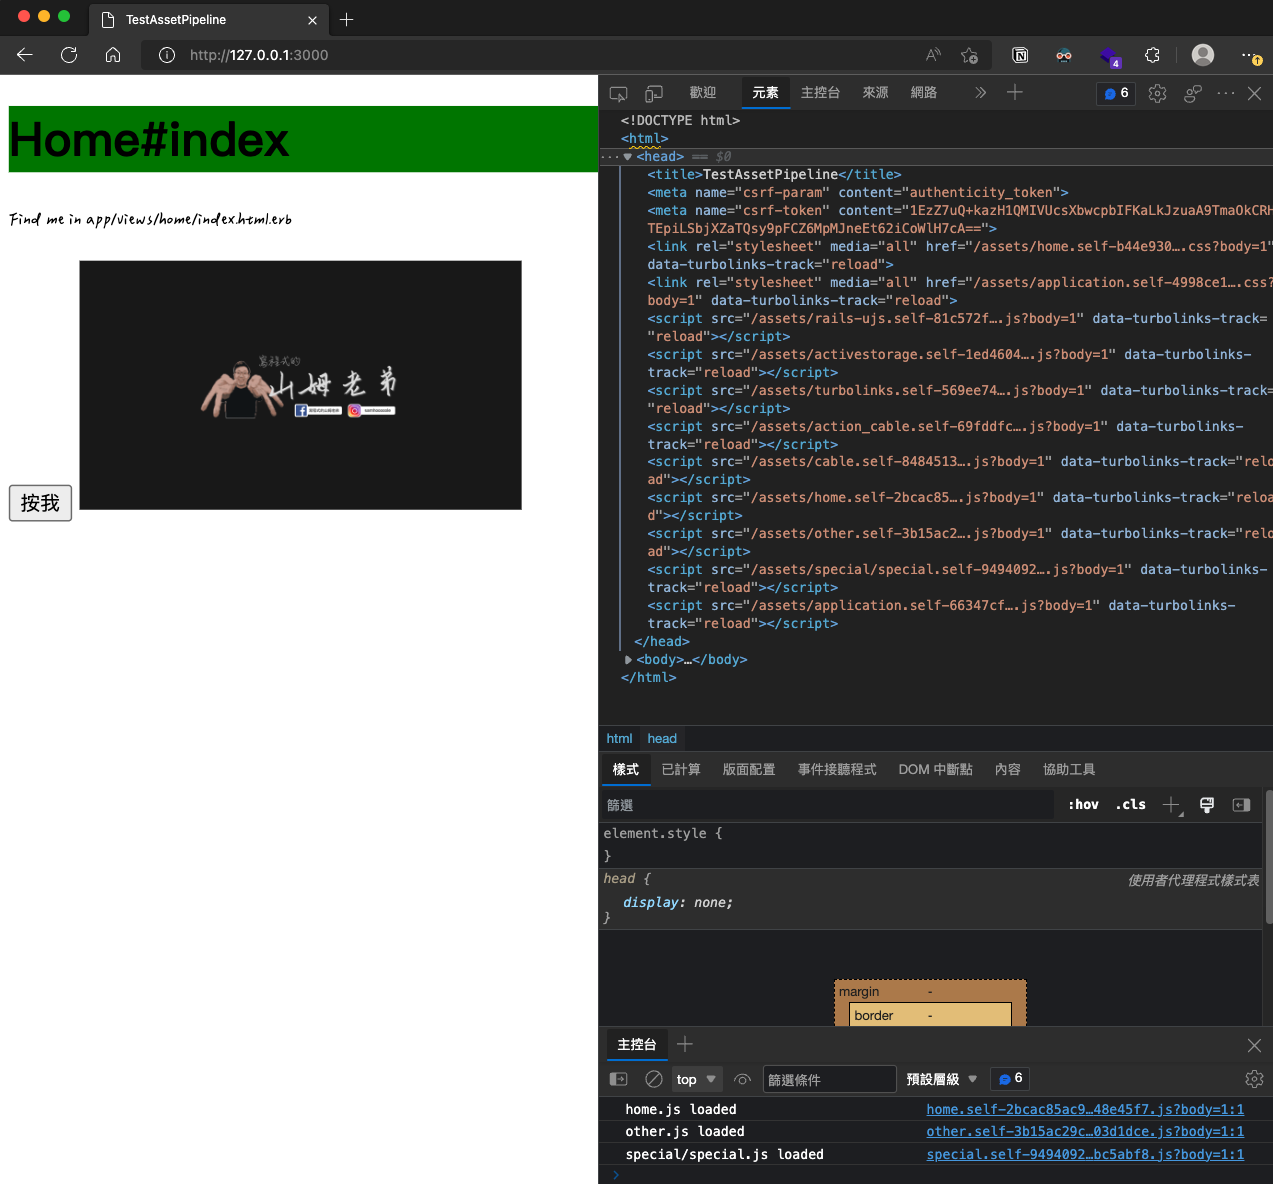 TestAssetPipeline
http://127.0.0.1:3000
4
Home#index
Find me in app/views/home/index.html.erb
寫程式的
山姆老弟
按我
歡迎 元素 主控台 來源 網路 6
<!DOCTYPE html>
<html>
<head> == $0
<title>TestAssetPipeline</title>
<meta name="csrf-param" content="authenticity_token">
<meta name="csrf-token" content="1EzZ7uQ+kazH1QMIVUcsXbwcpbIFKaLkJzuaA9TmaOkCRH
TEpiLSbjXZaTQsy9pFCZ6MpMJneEt62iCoWlH7cA==">
<link rel="stylesheet" media="all" href="/assets/home.self-b44e930….css?body=1"
data-turbolinks-track="reload">
<link rel="stylesheet" media="all" href="/assets/application.self-4998ce1….css?
body=1" data-turbolinks-track="reload">
<script src="/assets/rails-ujs.self-81c572f….js?body=1" data-turbolinks-track=
"reload"></script>
<script src="/assets/activestorage.self-1ed4604….js?body=1" data-turbolinks-
track="reload"></script>
<script src="/assets/turbolinks.self-569ee74….js?body=1" data-turbolinks-track=
"reload"></script>
<script src="/assets/action_cable.self-69fddfc….js?body=1" data-turbolinks-
track="reload"></script>
<script src="/assets/cable.self-8484513….js?body=1" data-turbolinks-track="relo
ad"></script>
<script src="/assets/home.self-2bcac85….js?body=1" data-turbolinks-track="reloa
d"></script>
<script src="/assets/other.self-3b15ac2….js?body=1" data-turbolinks-track="relo
ad"></script>
<script src="/assets/special/special.self-9494092….js?body=1" data-turbolinks-
track="reload"></script>
<script src="/assets/application.self-66347cf….js?body=1" data-turbolinks-
track="reload"></script>
</head>
<body>…</body>
</html>
html head
樣式 已計算 版面配置 事件接聽程式 DOM 中斷點 內容 協助工具
篩選 :hov .cls
element.style {
}
head { 使用者代理程式樣式表
display: none;
}
margin -
border -
主控台
top 篩選條件 預設層級 6
home.js loaded home.self-2bcac85ac9…48e45f7.js?body=1:1
other.js loaded other.self-3b15ac29c…03d1dce.js?body=1:1
special/special.js loaded special.self-9494092…bc5abf8.js?body=1:1